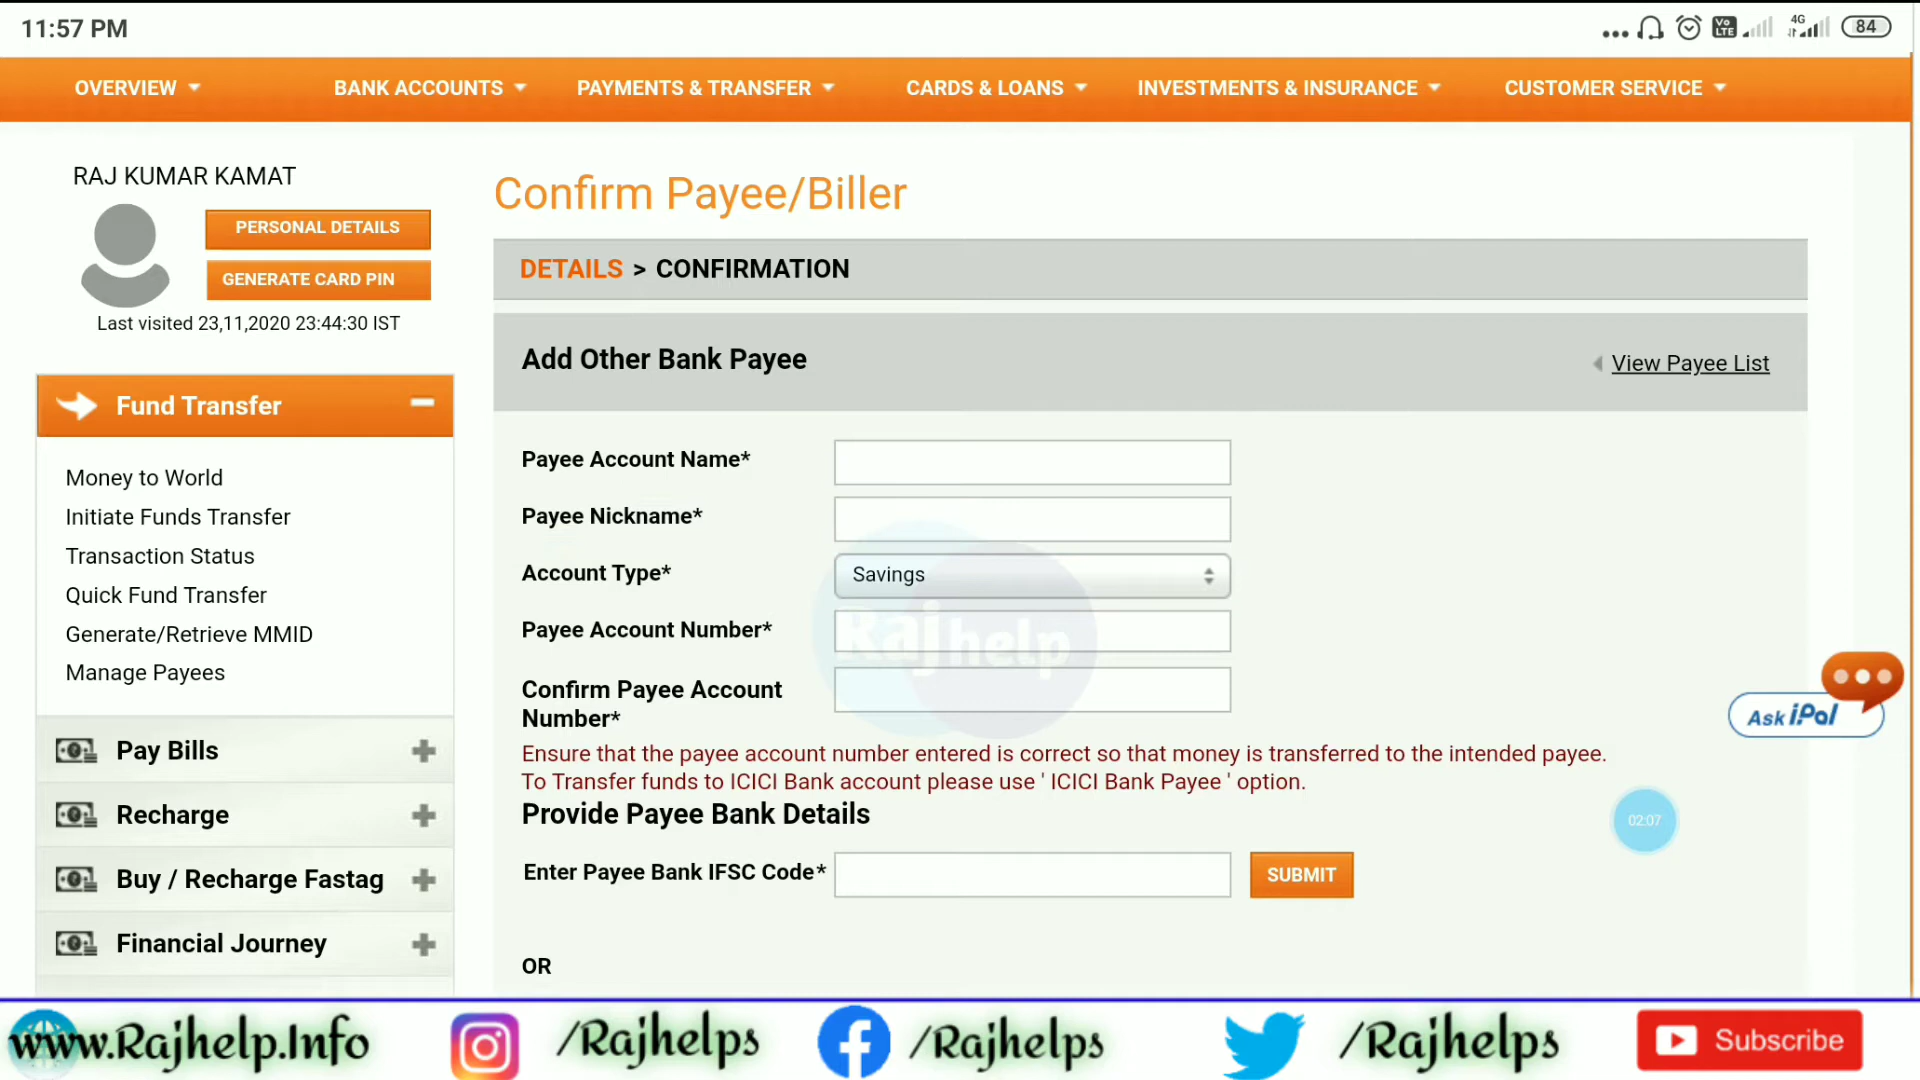 11:57 PM
4G
Vo LTE
84
OVERVIEW
BANK ACCOUNTS
PAYMENTS & TRANSFER
CARDS & LOANS
INVESTMENTS & INSURANCE
CUSTOMER SERVICE
RAJ KUMAR KAMAT
PERSONAL DETAILS
GENERATE CARD PIN
Last visited 23,11,2020 23:44:30 IST
Fund Transfer
Money to World
Initiate Funds Transfer
Transaction Status
Quick Fund Transfer
Generate/Retrieve MMID
Manage Payees
Pay Bills
Recharge
Buy / Recharge Fastag
Financial Journey
Confirm Payee/Biller
DETAILS > CONFIRMATION
Add Other Bank Payee
View Payee List
Payee Account Name*
Payee Nickname*
Account Type*
Savings
Payee Account Number*
Rajhelp
Confirm Payee Account
Number*
Ensure that the payee account number entered is correct so that money is transferred to the intended payee.
To Transfer funds to ICICI Bank account please use ' ICICI Bank Payee ' option.
Provide Payee Bank Details
Enter Payee Bank IFSC Code*
SUBMIT
OR
Ask iPal
02:07
www.Rajhelp.Info
/Rajhelps
/Rajhelps
/Rajhelps
Subscribe